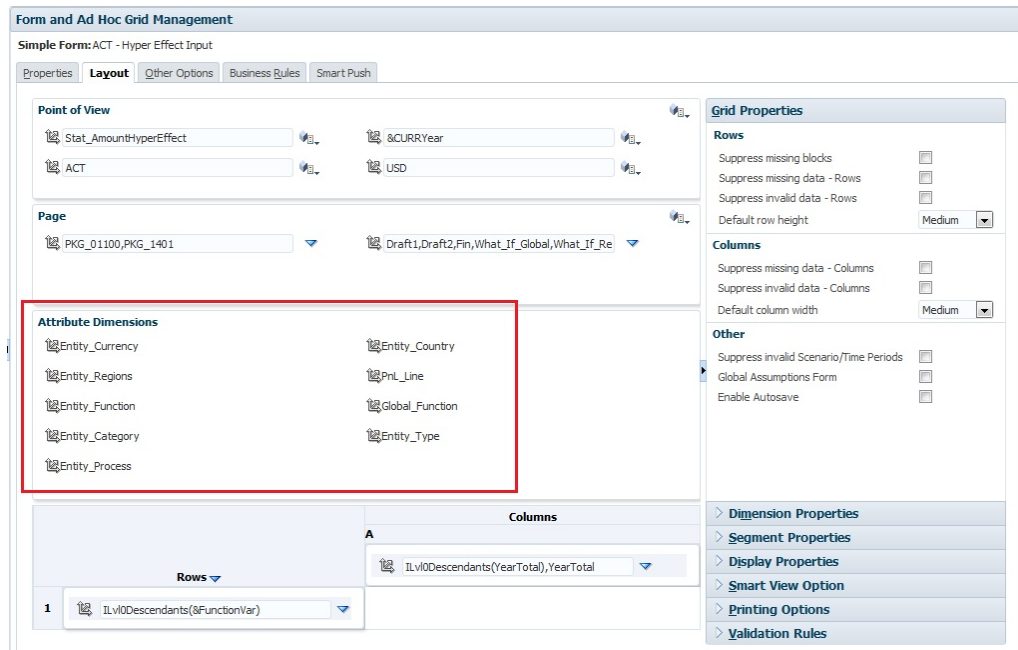 Form and Ad Hoc Grid Management
Simple Form: ACT - Hyper Effect Input
Properties Layout Other Options Business Rules Smart Push
Point of View
Stat_AmountHyperEffect &CURRYear
ACT USD
Page
PKG_01100,PKG_1401 Draft1,Draft2,Fin,What_If_Global,What_If_Re
Attribute Dimensions
Entity_Currency Entity_Country
Entity_Regions PnL_Line
Entity_Function Global_Function
Entity_Category Entity_Type
Entity_Process
Columns
A
ILvl0Descendants(YearTotal),YearTotal
Rows
1 ILvl0Descendants(&FunctionVar)
Grid Properties
Rows
Suppress missing blocks
Suppress missing data - Rows
Suppress invalid data - Rows
Default row height Medium
Columns
Suppress missing data - Columns
Suppress invalid data - Columns
Default column width Medium
Other
Suppress invalid Scenario/Time Periods
Global Assumptions Form
Enable Autosave
Dimension Properties
Segment Properties
Display Properties
Smart View Option
Printing Options
Validation Rules